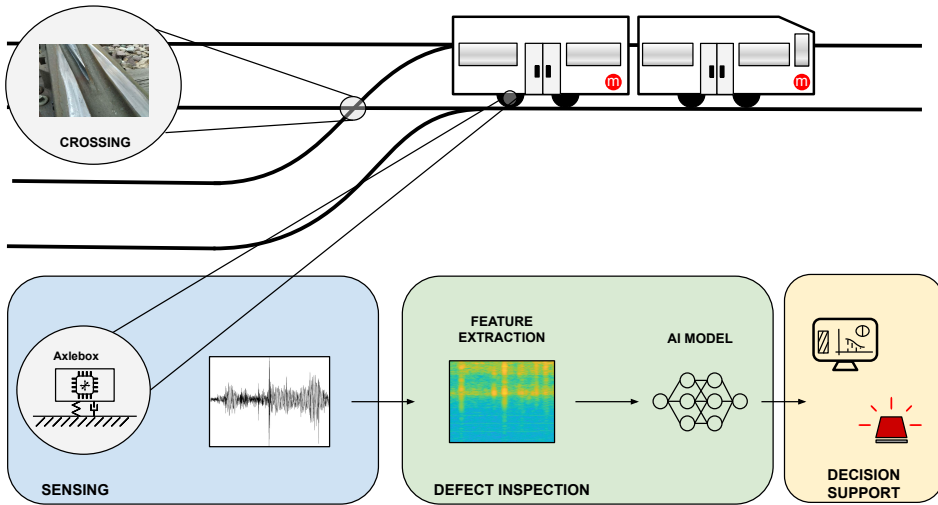 CROSSING
m
m
Axlebox
SENSING
FEATURE
EXTRACTION
AI MODEL
DEFECT INSPECTION
DECISION
SUPPORT